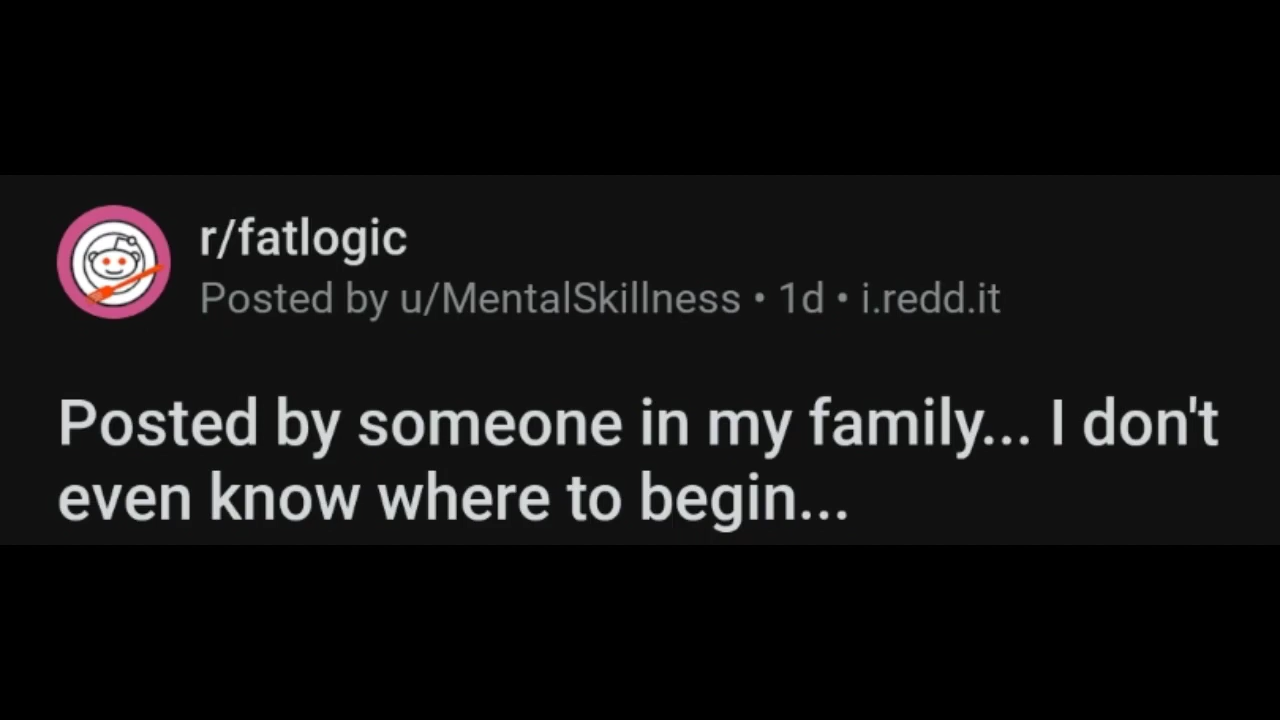 r/fatlogic
Posted by u/MentalSkillness • 1d • i.redd.it
Posted by someone in my family... I don't
even know where to begin...